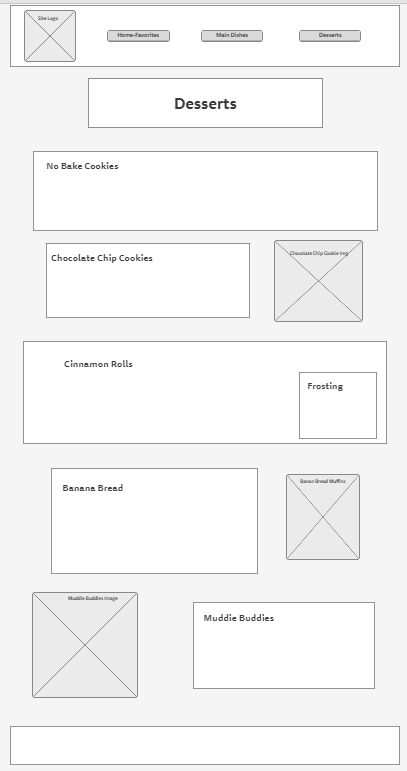 Site Logo
Home-Favorites
Main Dishes
Desserts
Desserts
No Bake Cookies
Chocolate Chip Cookies
Chocolate Chip Cookie Img
Cinnamon Rolls
Frosting
Banana Bread
Banan Bread Muffins
Muddie Buddies Image
Muddie Buddies